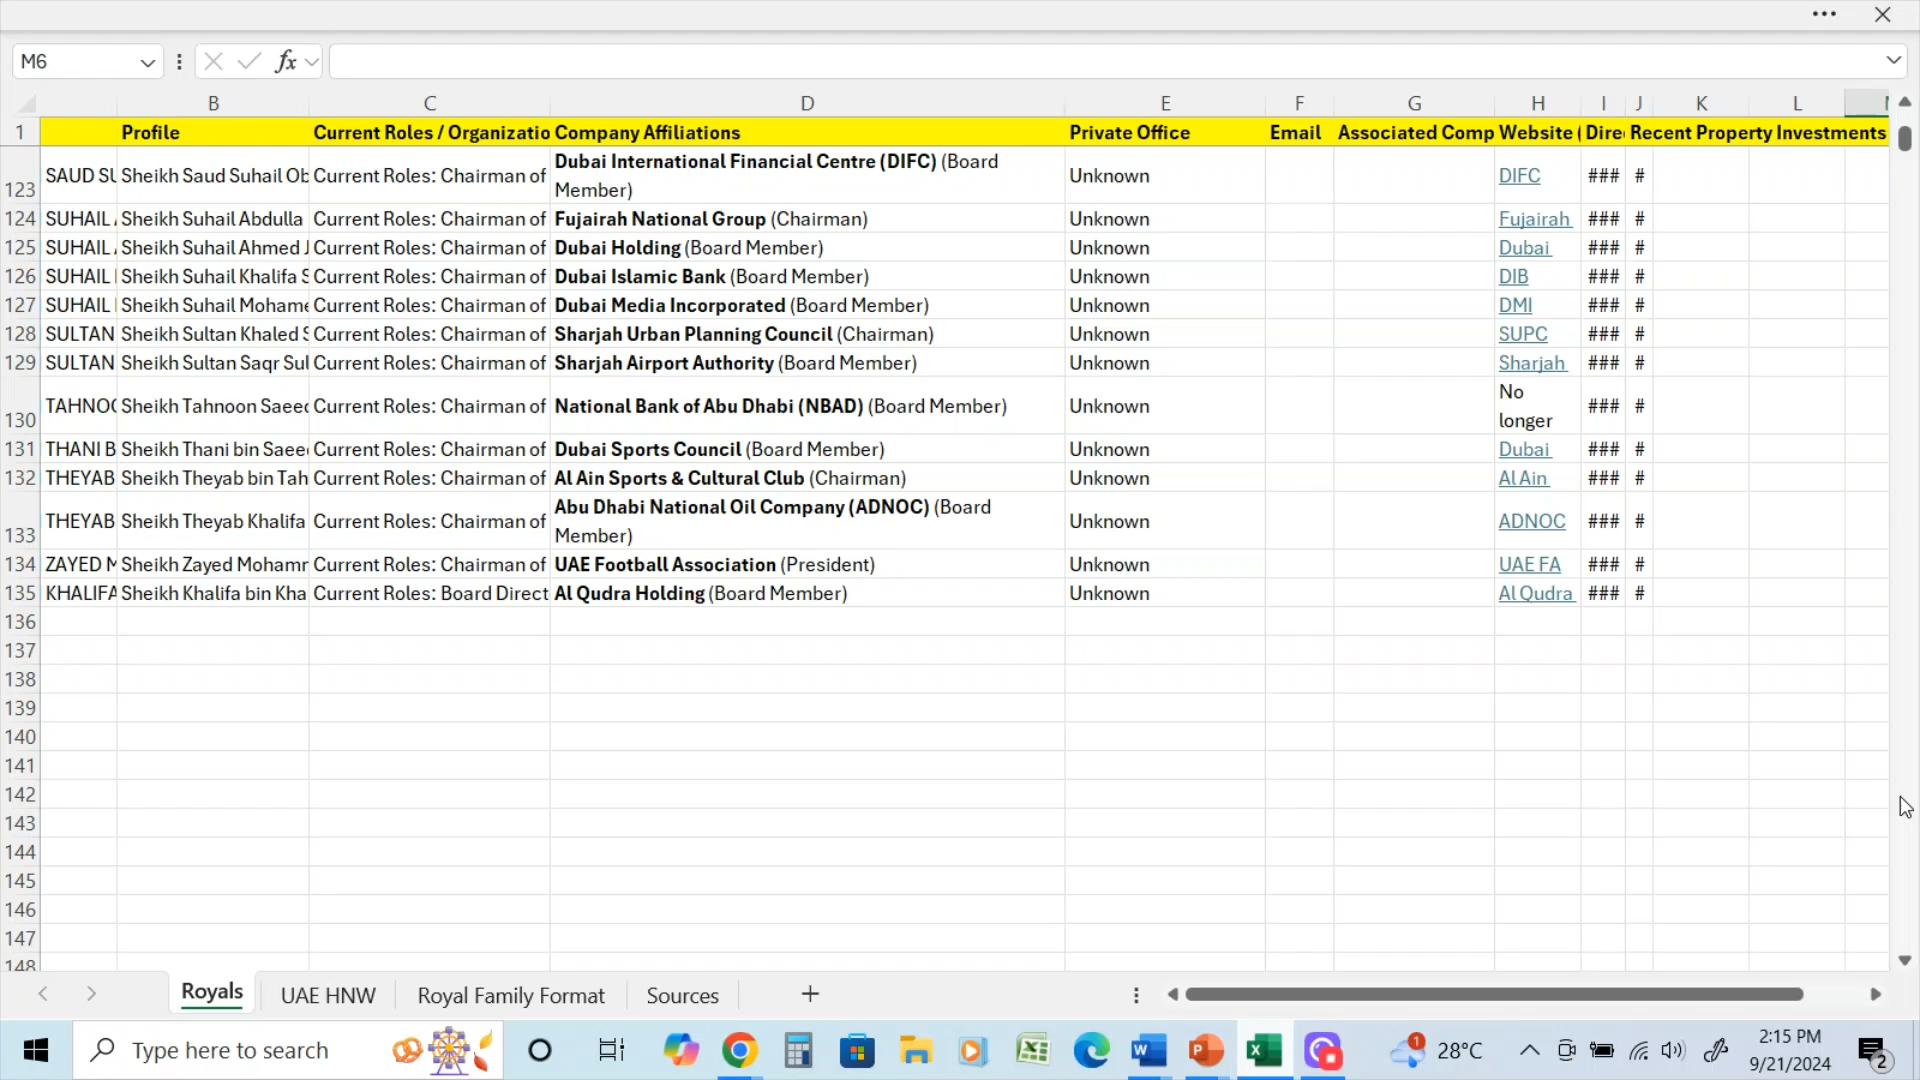 M6 fx
B C D E F G H I J K L
1 Profile Current Roles / Organizatio Company Affiliations Private Office Email Associated Comp Website ( Dire Recent Property Investments
123 SAUD SU Sheikh Saud Suhail Ob Current Roles: Chairman of Dubai International Financial Centre (DIFC) (Board Member) Unknown DIFC ### #
124 SUHAIL Sheikh Suhail Abdulla Current Roles: Chairman of Fujairah National Group (Chairman) Unknown Fujairah ### #
125 SUHAIL Sheikh Suhail Ahmed J Current Roles: Chairman of Dubai Holding (Board Member) Unknown Dubai ### #
126 SUHAIL Sheikh Suhail Khalifa S Current Roles: Chairman of Dubai Islamic Bank (Board Member) Unknown DIB ### #
127 SUHAIL Sheikh Suhail Mohame Current Roles: Chairman of Dubai Media Incorporated (Board Member) Unknown DMI ### #
128 SULTAN Sheikh Sultan Khaled S Current Roles: Chairman of Sharjah Urban Planning Council (Chairman) Unknown SUPC ### #
129 SULTAN Sheikh Sultan Saqr Sul Current Roles: Chairman of Sharjah Airport Authority (Board Member) Unknown Sharjah ### #
130 TAHNOO Sheikh Tahnoon Saeed Current Roles: Chairman of National Bank of Abu Dhabi (NBAD) (Board Member) Unknown No longer ### #
131 THANI B Sheikh Thani bin Saeed Current Roles: Chairman of Dubai Sports Council (Board Member) Unknown Dubai ### #
132 THEYAB Sheikh Theyab bin Tah Current Roles: Chairman of Al Ain Sports & Cultural Club (Chairman) Unknown Al Ain ### #
133 THEYAB Sheikh Theyab Khalifa Current Roles: Chairman of Abu Dhabi National Oil Company (ADNOC) (Board Member) Unknown ADNOC ### #
134 ZAYED M Sheikh Zayed Mohamm Current Roles: Chairman of UAE Football Association (President) Unknown UAE FA ### #
135 KHALIFA Sheikh Khalifa bin Kha Current Roles: Board Direct Al Qudra Holding (Board Member) Unknown Al Qudra ### #
136
137
138
139
140
141
142
143
144
145
146
147
148
Royals UAE HNW Royal Family Format Sources
Type here to search 1 28°C 2:15 PM
9/21/2024 2